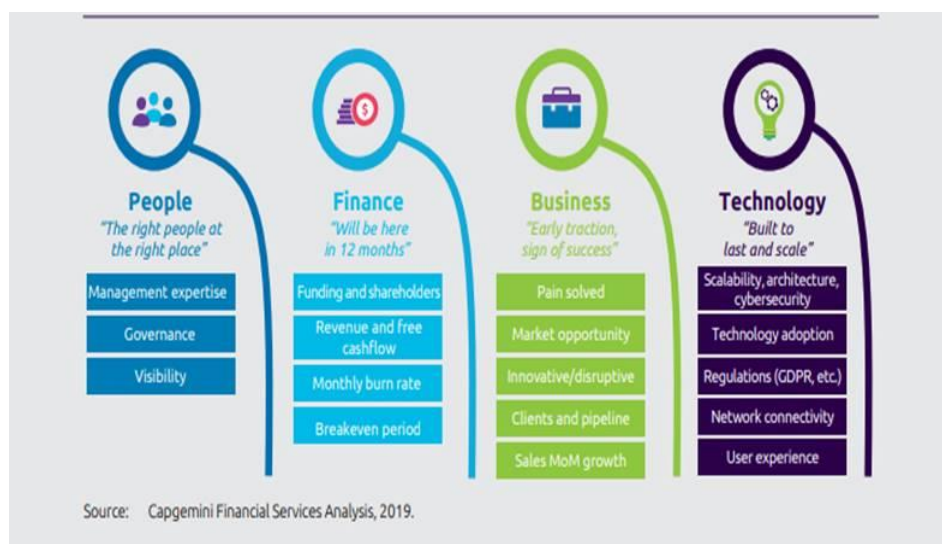 People
"The right people at
the right place"
Management expertise
Governance
Visibility
$
Finance
"Will be here
in 12 months"
Funding and shareholders
Revenue and free
cashflow
Monthly burn rate
Breakeven period
Business
"Early traction,
sign of success"
Pain solved
Market opportunity
Innovative/disruptive
Clients and pipeline
Sales MoM growth
Technology
"Built to
last and scale"
Scalability, architecture,
cybersecurity
Technology adoption
Regulations (GDPR, etc.)
Network connectivity
User experience
Source: Capgemini Financial Services Analysis, 2019.